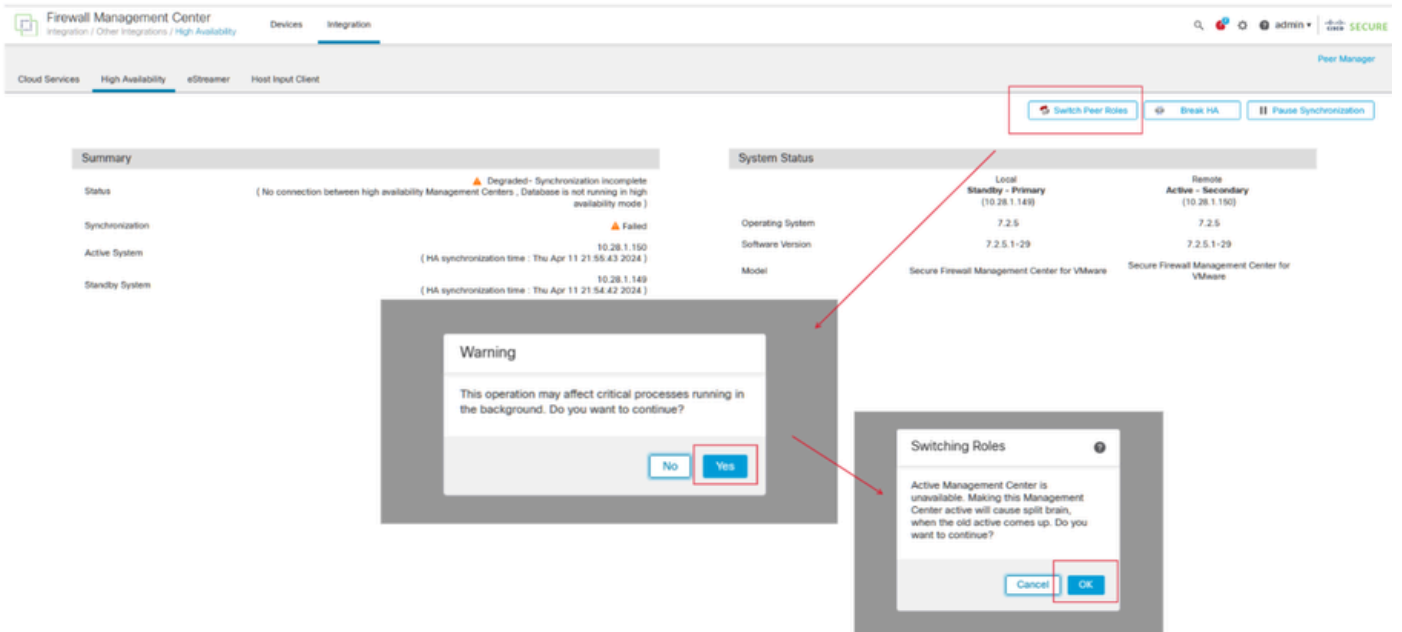 Firewall Management Center
Integration / Other Integrations / High Availability
Devices
Integration
admin
CISCO SECURE
Peer Manager
Cloud Services
High Availability
eStreamer
Host Input Client
Switch Peer Roles
Break HA
Pause Synchronization
Summary
Status
Degraded- Synchronization incomplete
( No connection between high availability Management Centers , Database is not running in high
availability mode )
Synchronization
Failed
Active System
10.28.1.150
( HA synchronization time : Thu Apr 11 21:55:43 2024 )
Standby System
10.28.1.149
( HA synchronization time : Thu Apr 11 21:54:42 2024 )
System Status
Local
Standby - Primary
(10.28.1.149)
Remote
Active - Secondary
(10.28.1.150)
Operating System
7.2.5
7.2.5
Software Version
7.2.5.1-29
7.2.5.1-29
Model
Secure Firewall Management Center for VMware
Secure Firewall Management Center for
VMware
Warning
This operation may affect critical processes running in
the background. Do you want to continue?
No
Yes
Switching Roles
Active Management Center is
unavailable. Making this Management
Center active will cause split brain,
when the old active comes up. Do you
want to continue?
Cancel
OK